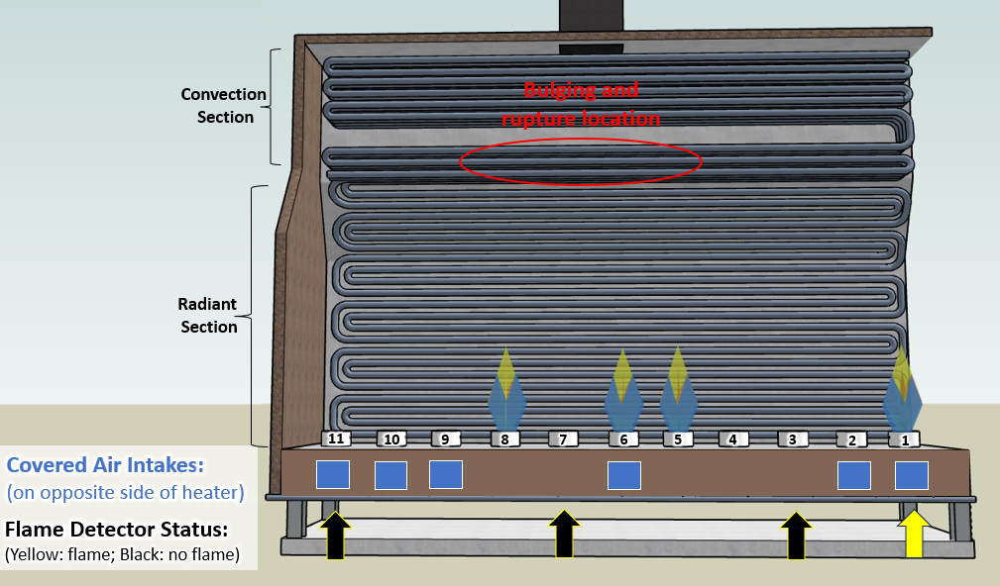 Convection
Section
Bulging and
rupture location
Radiant
Section
11 10 9 8 7 6 5 4 3 2 1
Covered Air Intakes:
(on opposite side of heater)
Flame Detector Status:
(Yellow: flame; Black: no flame)